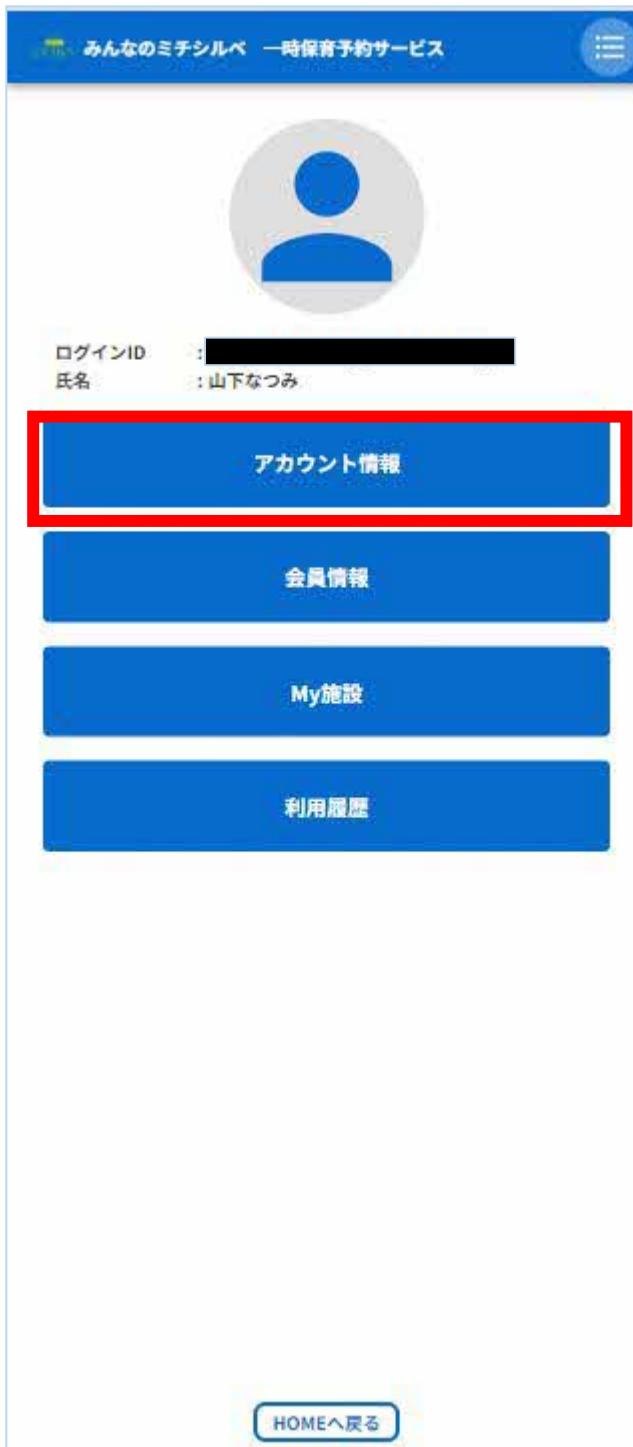 みんなのミチシルベ 一時保育予約サービス
ログインID :
氏名 : 山下なつみ
アカウント情報
会員情報
My施設
利用履歴
HOMEへ戻る